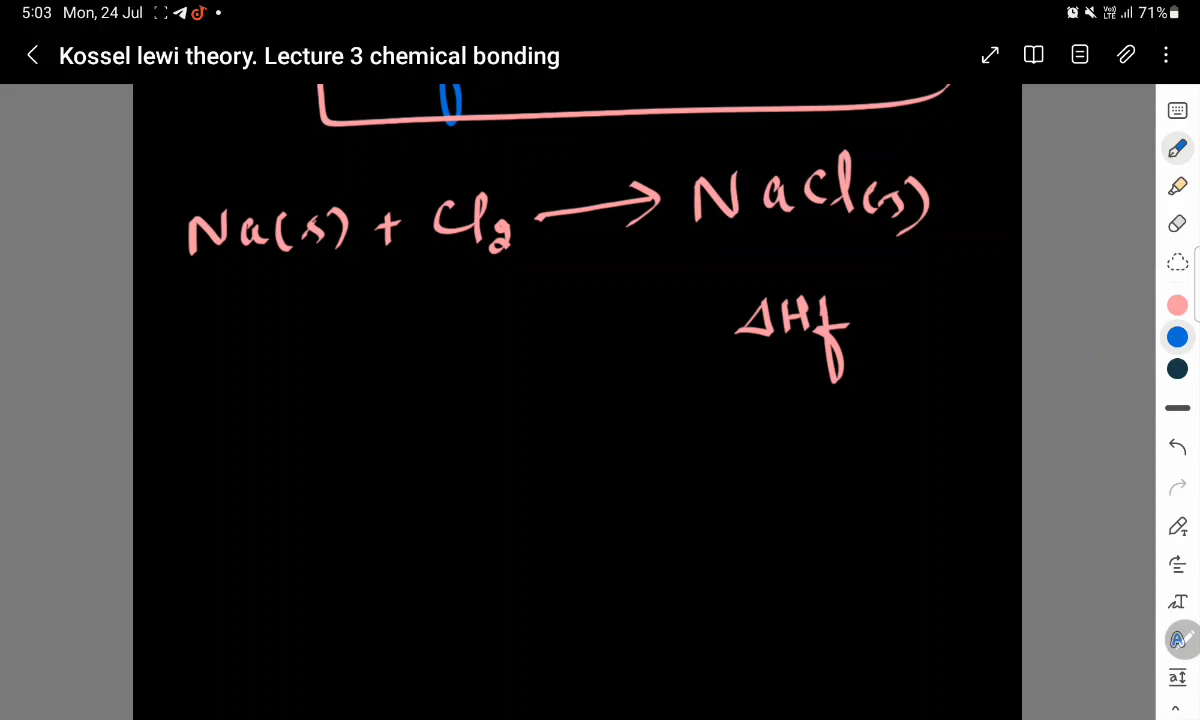 5:03 Mon, 24 Jul
71%
Kossel lewi theory. Lecture 3 chemical bonding
Na(s) + Cl₂ → NaCl(s)
ΔHf